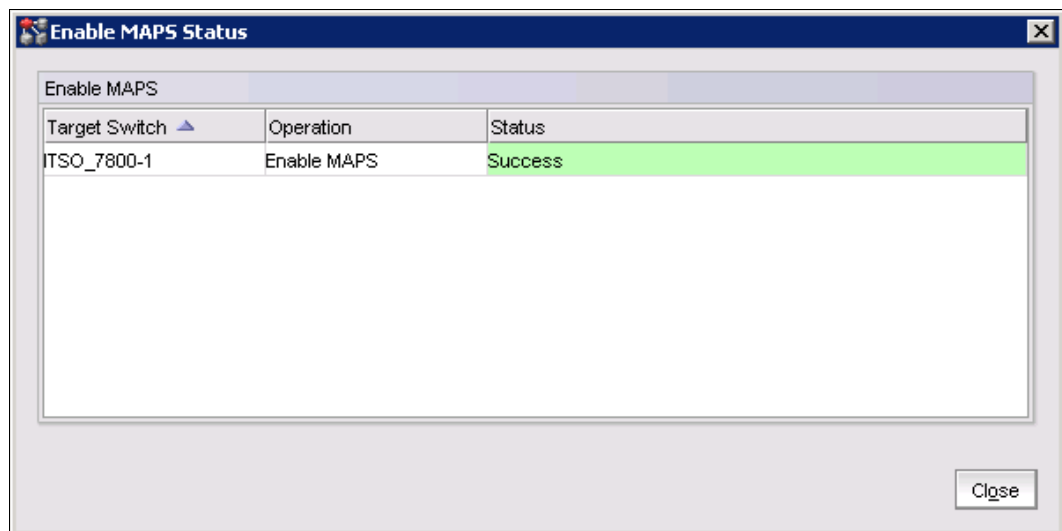 Enable MAPS Status
Enable MAPS
Target Switch Operation Status
ITSO_7800-1 Enable MAPS Success
Close